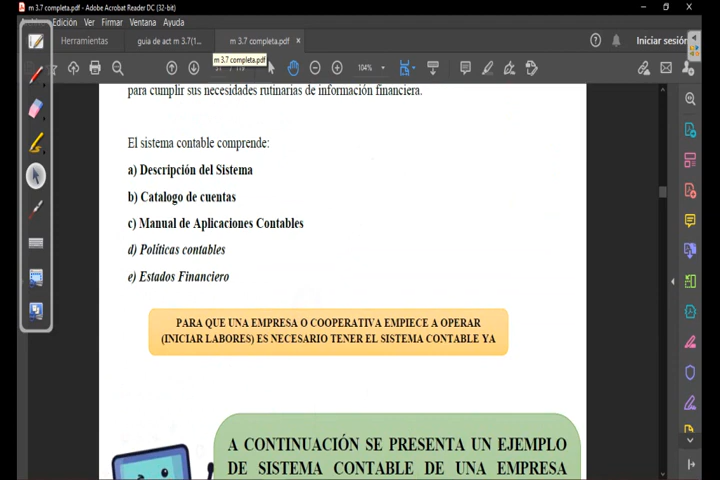 m 3.7 completa.pdf - Adobe Acrobat Reader DC (32-bit)
Edición Ver Firmar Ventana Ayuda
Herramientas guia de act m 3.7(1... m 3.7 completa.pdf × Iniciar sesión
m 3.7 completa.pdf
104%
para cumplir sus necesidades rutinarias de información financiera.
El sistema contable comprende:
a) Descripción del Sistema
b) Catalogo de cuentas
c) Manual de Aplicaciones Contables
d) Políticas contables
e) Estados Financiero
PARA QUE UNA EMPRESA O COOPERATIVA EMPIECE A OPERAR
(INICIAR LABORES) ES NECESARIO TENER EL SISTEMA CONTABLE YA
A CONTINUACIÓN SE PRESENTA UN EJEMPLO
DE SISTEMA CONTABLE DE UNA EMPRESA